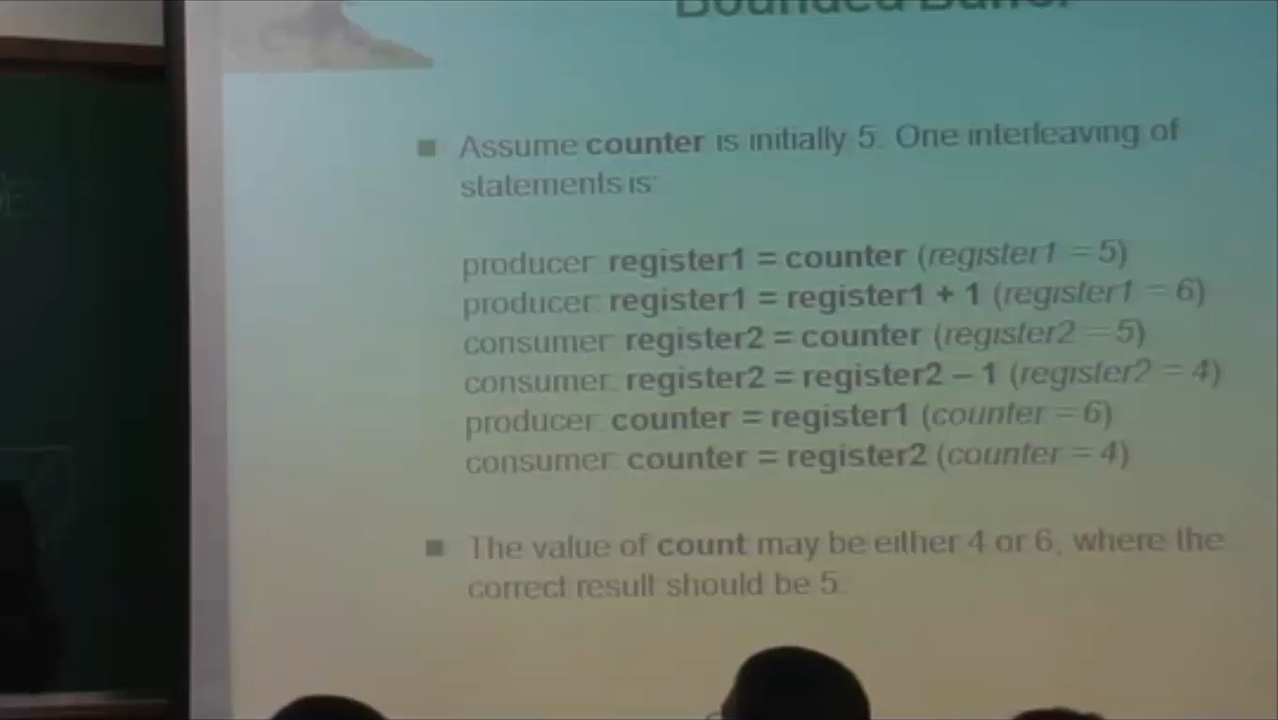 Bounded Buffer
Assume counter is initially 5. One interleaving of
statements is:
producer: register1 = counter (register1 = 5)
producer: register1 = register1 + 1 (register1 = 6)
consumer: register2 = counter (register2 = 5)
consumer: register2 = register2 – 1 (register2 = 4)
producer: counter = register1 (counter = 6)
consumer: counter = register2 (counter = 4)
The value of count may be either 4 or 6, where the
correct result should be 5.